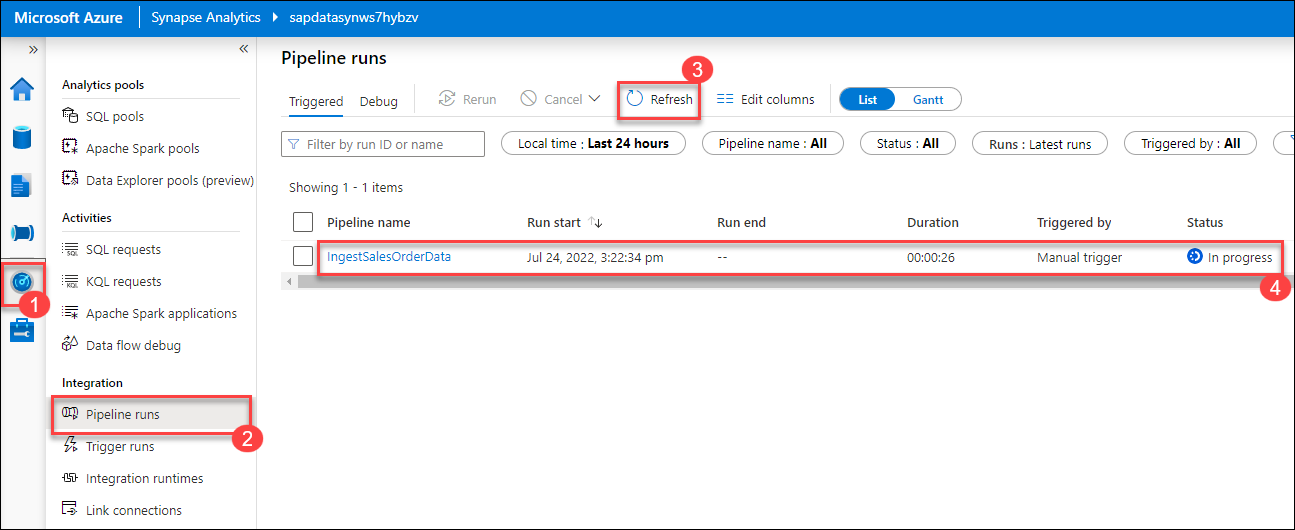 Microsoft Azure Synapse Analytics sapdatasynws7hybzv
» «
Analytics pools
SQL pools
Apache Spark pools
Data Explorer pools (preview)
Activities
SQL requests
KQL requests
Apache Spark applications
Data flow debug
Integration
Pipeline runs
Trigger runs
Integration runtimes
Link connections
1
2
Pipeline runs
3
Triggered Debug Rerun Cancel Refresh Edit columns List Gantt
Filter by run ID or name Local time : Last 24 hours Pipeline name : All Status : All Runs : Latest runs Triggered by : All
Showing 1 - 1 items
Pipeline name Run start ↑↓ Run end Duration Triggered by Status
IngestSalesOrderData Jul 24, 2022, 3:22:34 pm -- 00:00:26 Manual trigger In progress
4